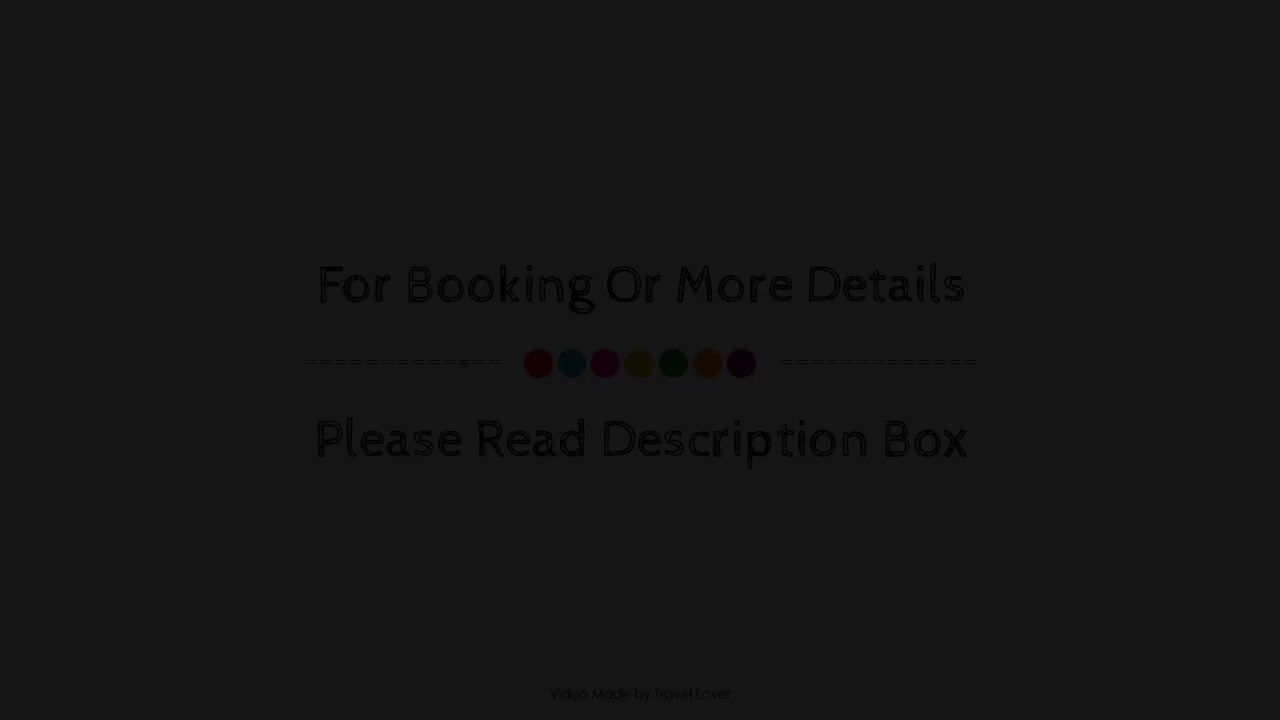 For Booking Or More Details
============= =============
Please Read Description Box
Video Made by Travel Lover